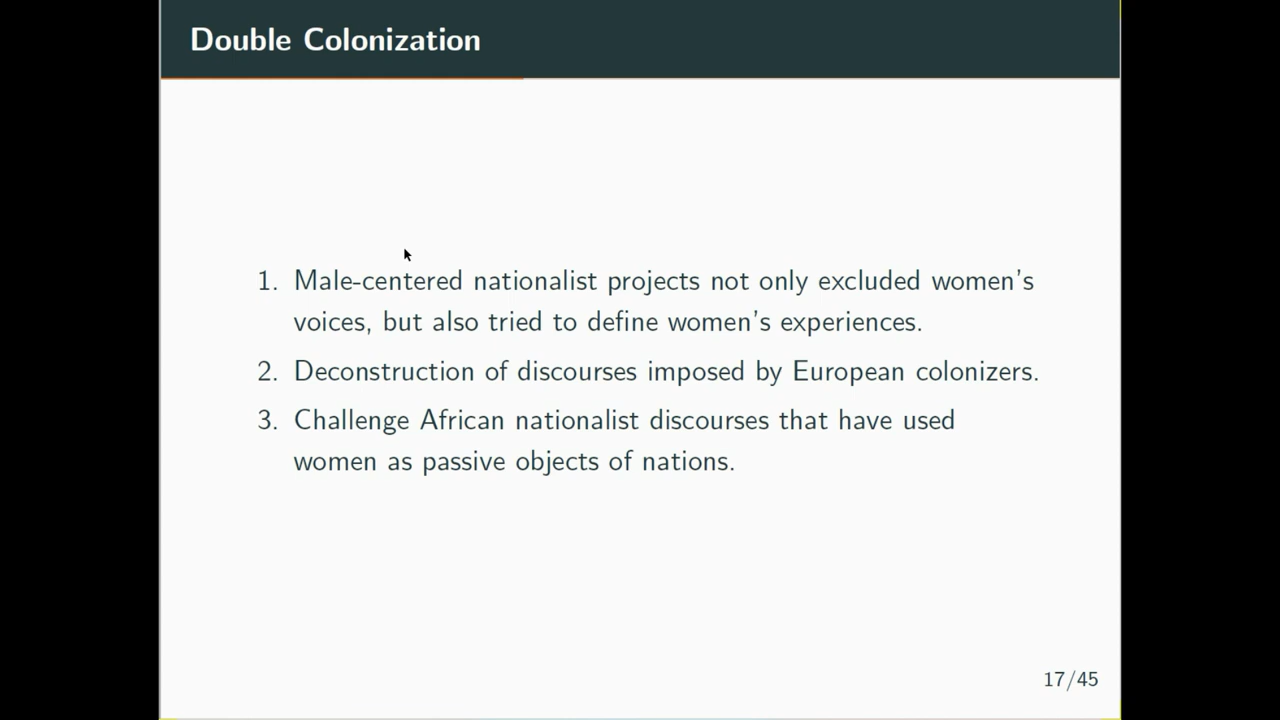 Double Colonization
1. Male-centered nationalist projects not only excluded women's
voices, but also tried to define women's experiences.
2. Deconstruction of discourses imposed by European colonizers.
3. Challenge African nationalist discourses that have used
women as passive objects of nations.
17/45